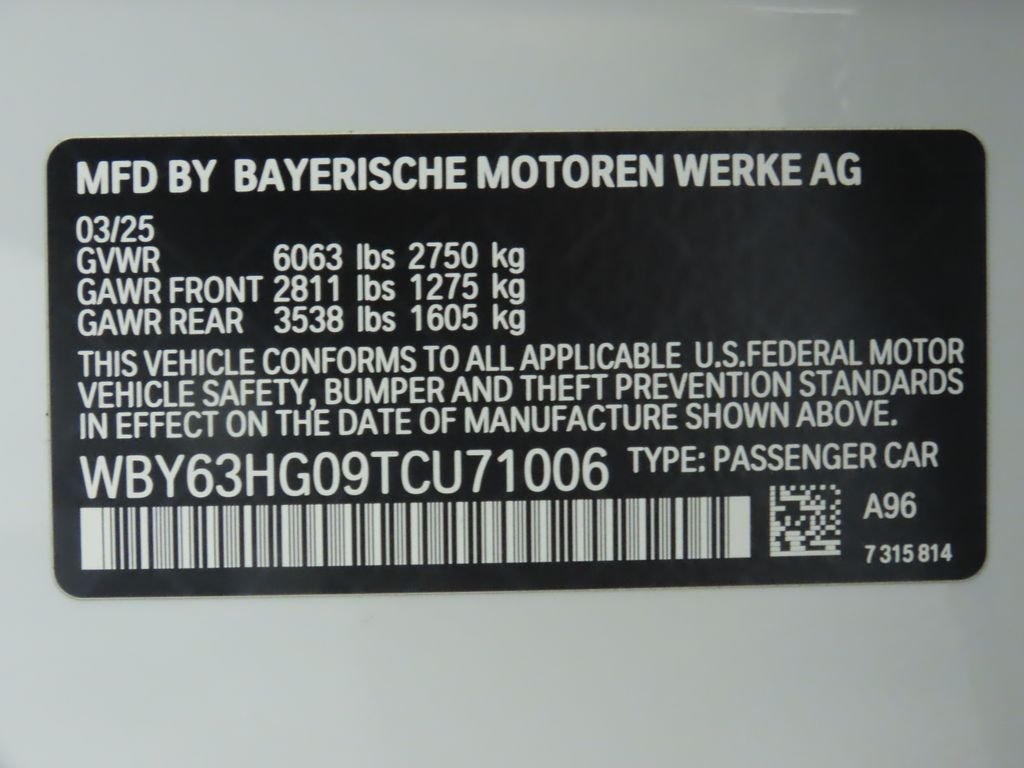 MFD BY BAYERISCHE MOTOREN WERKE AG
03/25
GVWR 6063 lbs 2750 kg
GAWR FRONT 2811 lbs 1275 kg
GAWR REAR 3538 lbs 1605 kg
THIS VEHICLE CONFORMS TO ALL APPLICABLE U.S.FEDERAL MOTOR
VEHICLE SAFETY, BUMPER AND THEFT PREVENTION STANDARDS
IN EFFECT ON THE DATE OF MANUFACTURE SHOWN ABOVE.
WBY63HG09TCU71006 TYPE: PASSENGER CAR
A96
7 315 814